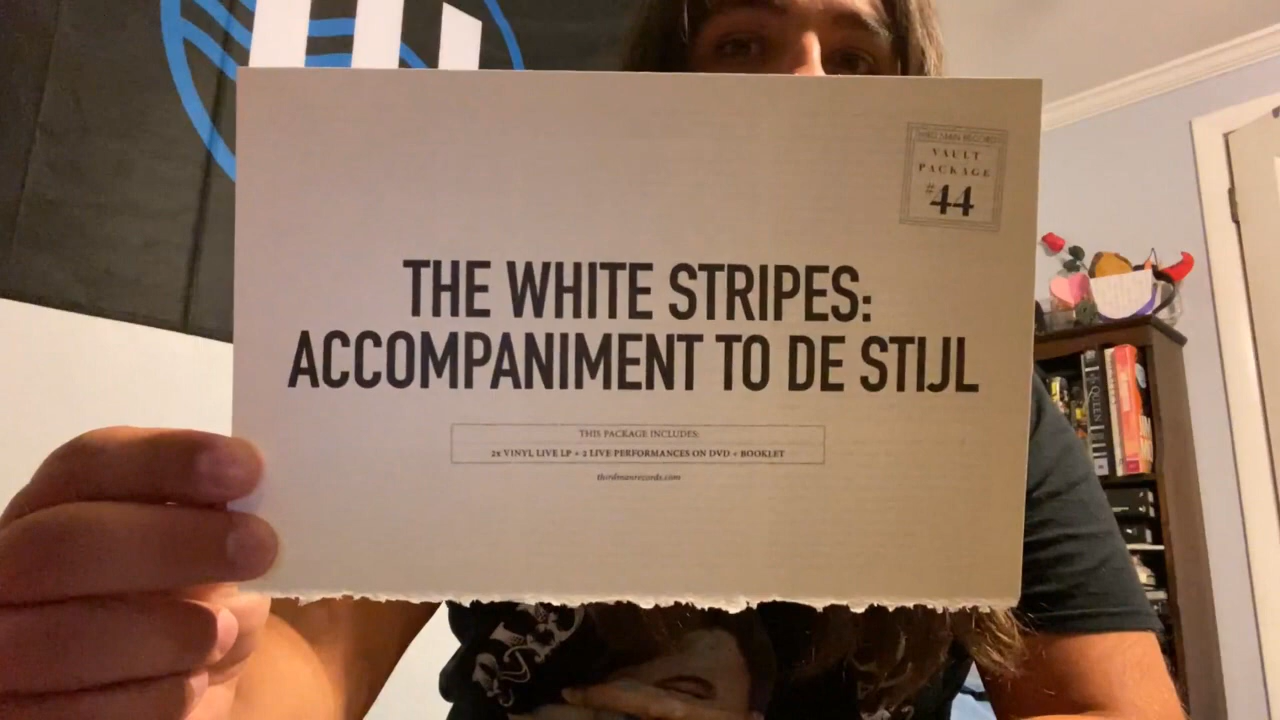 THIRD MAN RECORDS
VAULT
PACKAGE
#44
THE WHITE STRIPES:
ACCOMPANIMENT TO DE STIJL
THIS PACKAGE INCLUDES:
2x VINYL LIVE LP + 2 LIVE PERFORMANCES ON DVD + BOOKLET
thirdmanrecords.com
QUEEN